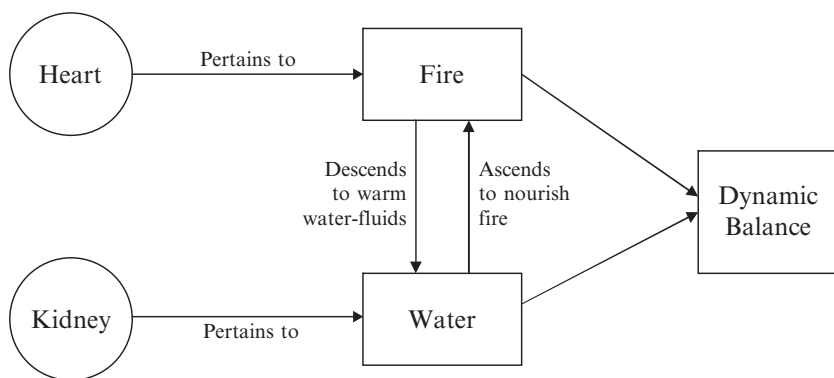 Heart
Pertains to
Fire
Descends
to warm
water-fluids
Ascends
to nourish
fire
Dynamic
Balance
Kidney
Pertains to
Water